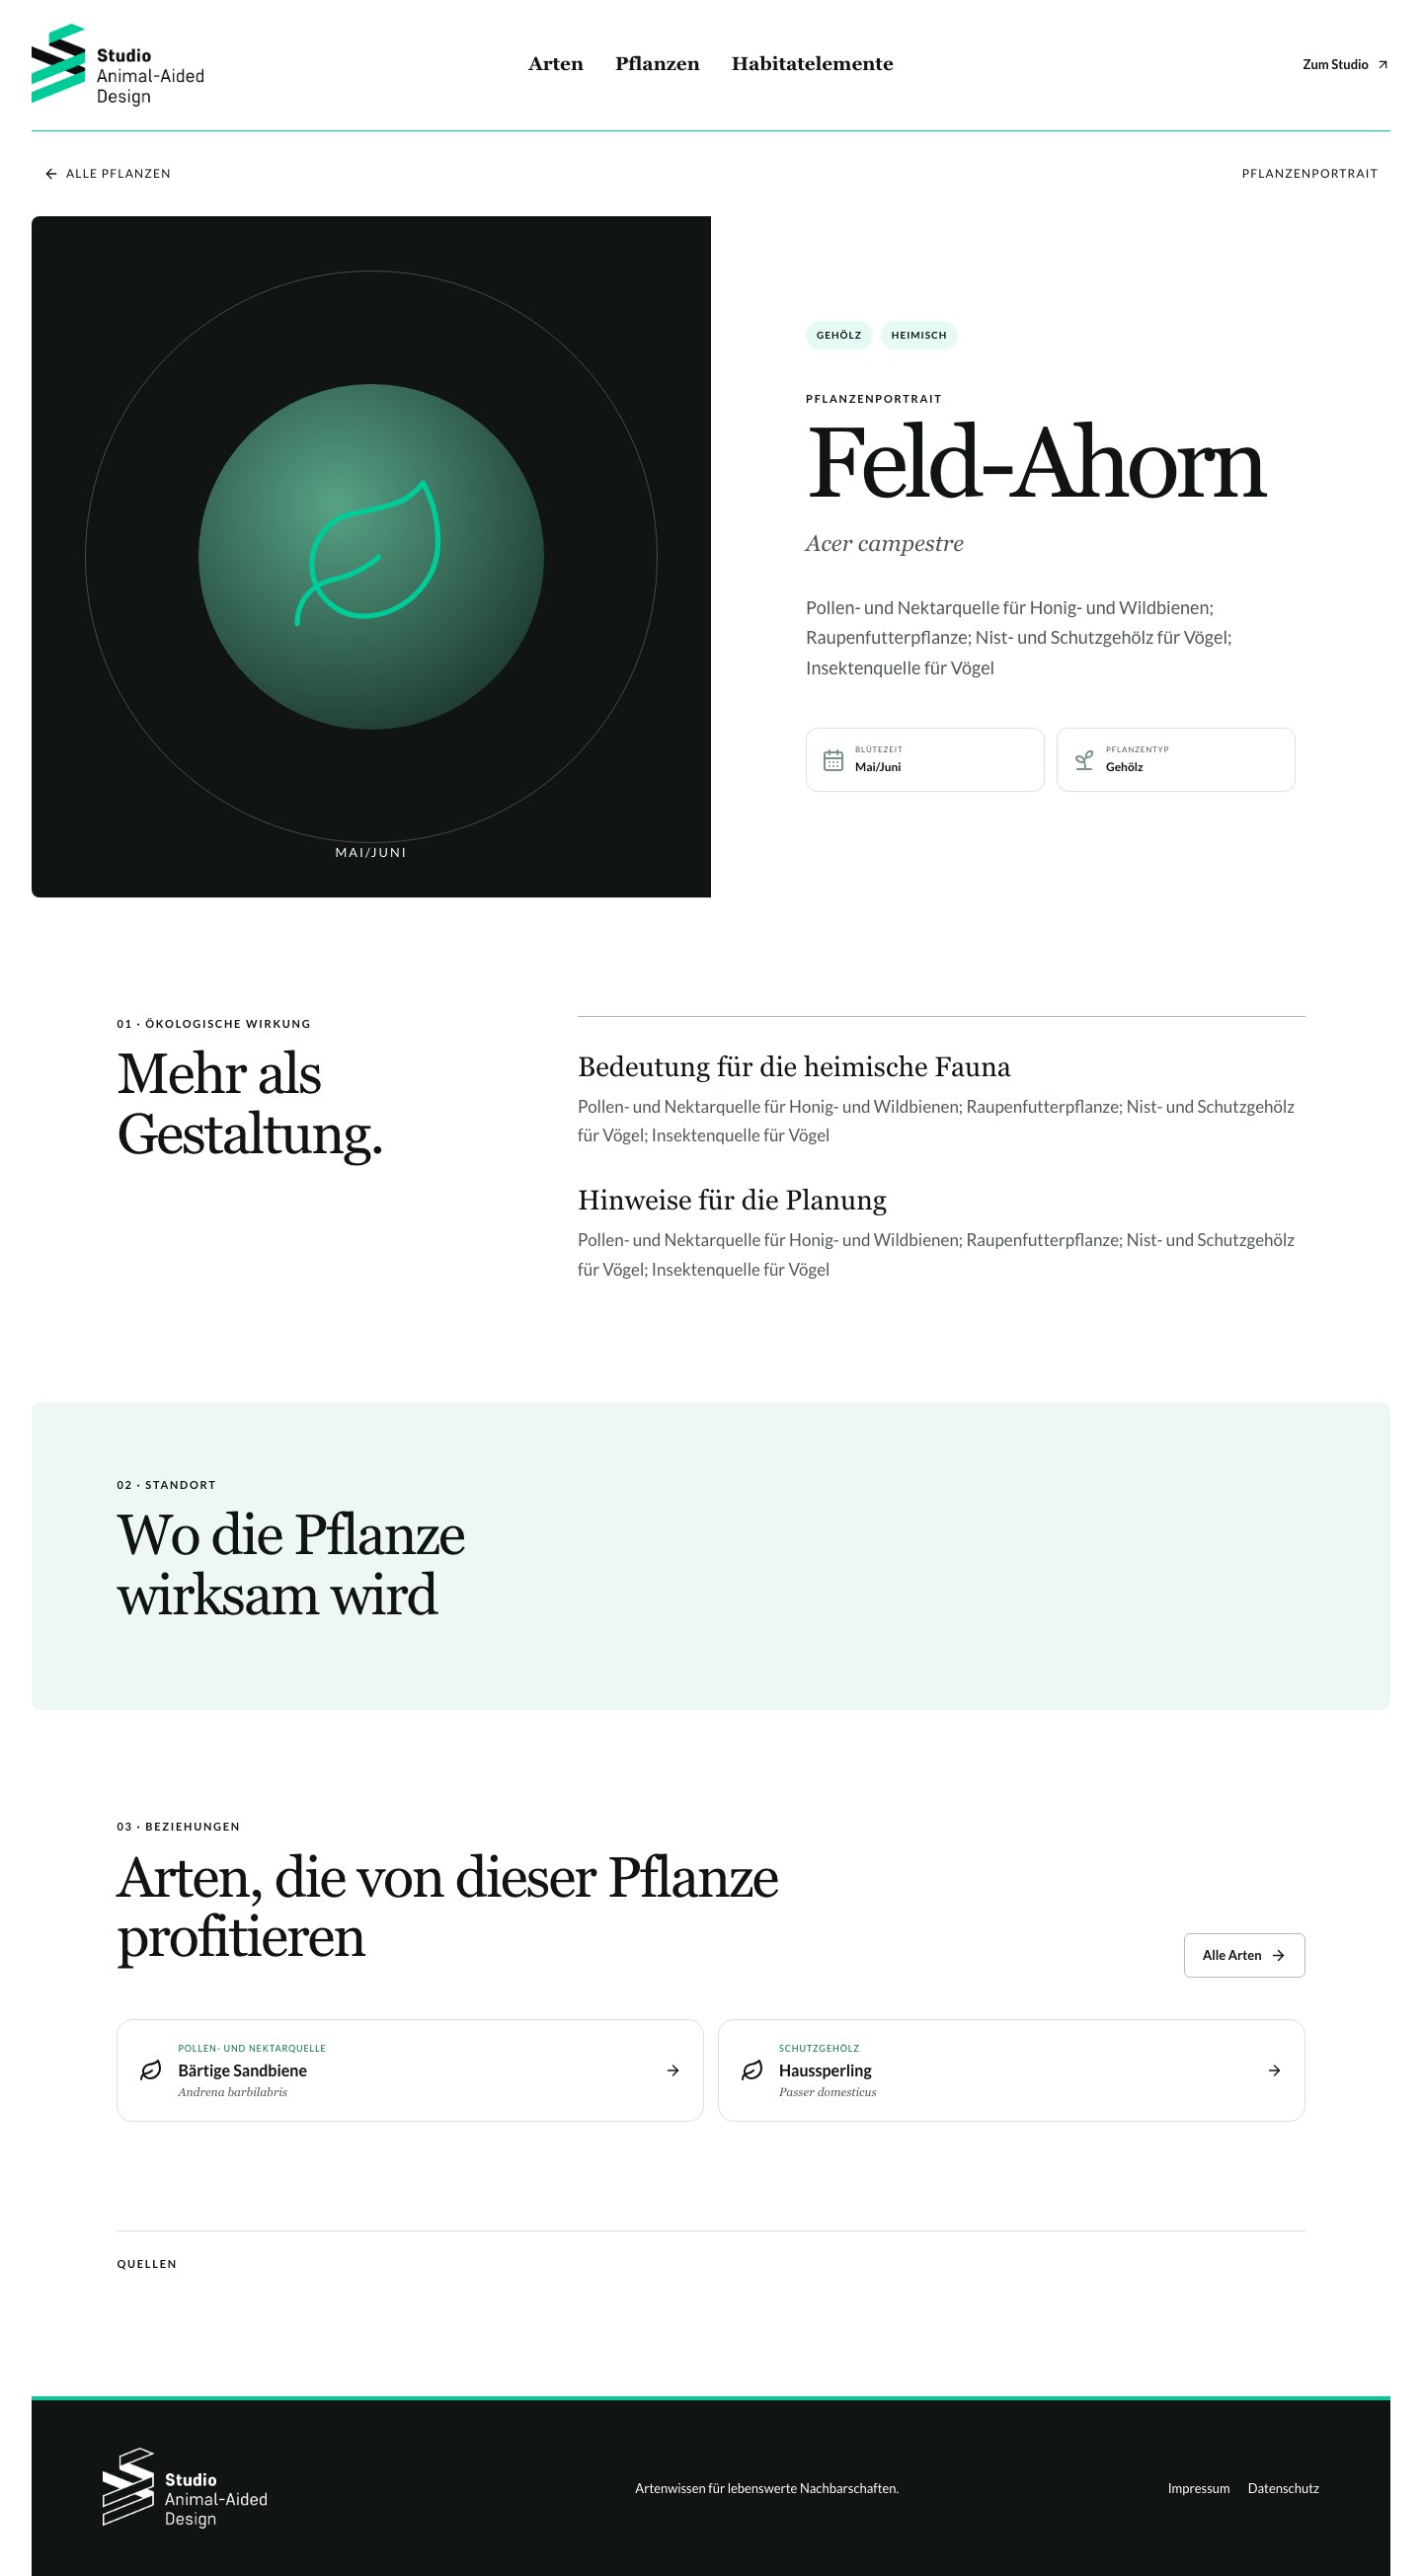 Studio
Animal-Aided
Design
Arten Pflanzen Habitatelemente
Zum Studio
ALLE PFLANZEN
PFLANZENPORTRAIT
MAI/JUNI
GEHÖLZ HEIMISCH
PFLANZENPORTRAIT
Feld-Ahorn
Acer campestre
Pollen- und Nektarquelle für Honig- und Wildbienen;
Raupenfutterpflanze; Nist- und Schutzgehölz für Vögel;
Insektenquelle für Vögel
BLÜTEZEIT
Mai/Juni
PFLANZENTYP
Gehölz
01 · ÖKOLOGISCHE WIRKUNG
Mehr als
Gestaltung.
Bedeutung für die heimische Fauna
Pollen- und Nektarquelle für Honig- und Wildbienen; Raupenfutterpflanze; Nist- und Schutzgehölz
für Vögel; Insektenquelle für Vögel
Hinweise für die Planung
Pollen- und Nektarquelle für Honig- und Wildbienen; Raupenfutterpflanze; Nist- und Schutzgehölz
für Vögel; Insektenquelle für Vögel
02 · STANDORT
Wo die Pflanze
wirksam wird
03 · BEZIEHUNGEN
Arten, die von dieser Pflanze
profitieren
Alle Arten
POLLEN- UND NEKTARQUELLE
Bärtige Sandbiene
Andrena barbilabris
SCHUTZGEHÖLZ
Haussperling
Passer domesticus
QUELLEN
Studio
Animal-Aided
Design
Artenwissen für lebenswerte Nachbarschaften.
Impressum Datenschutz